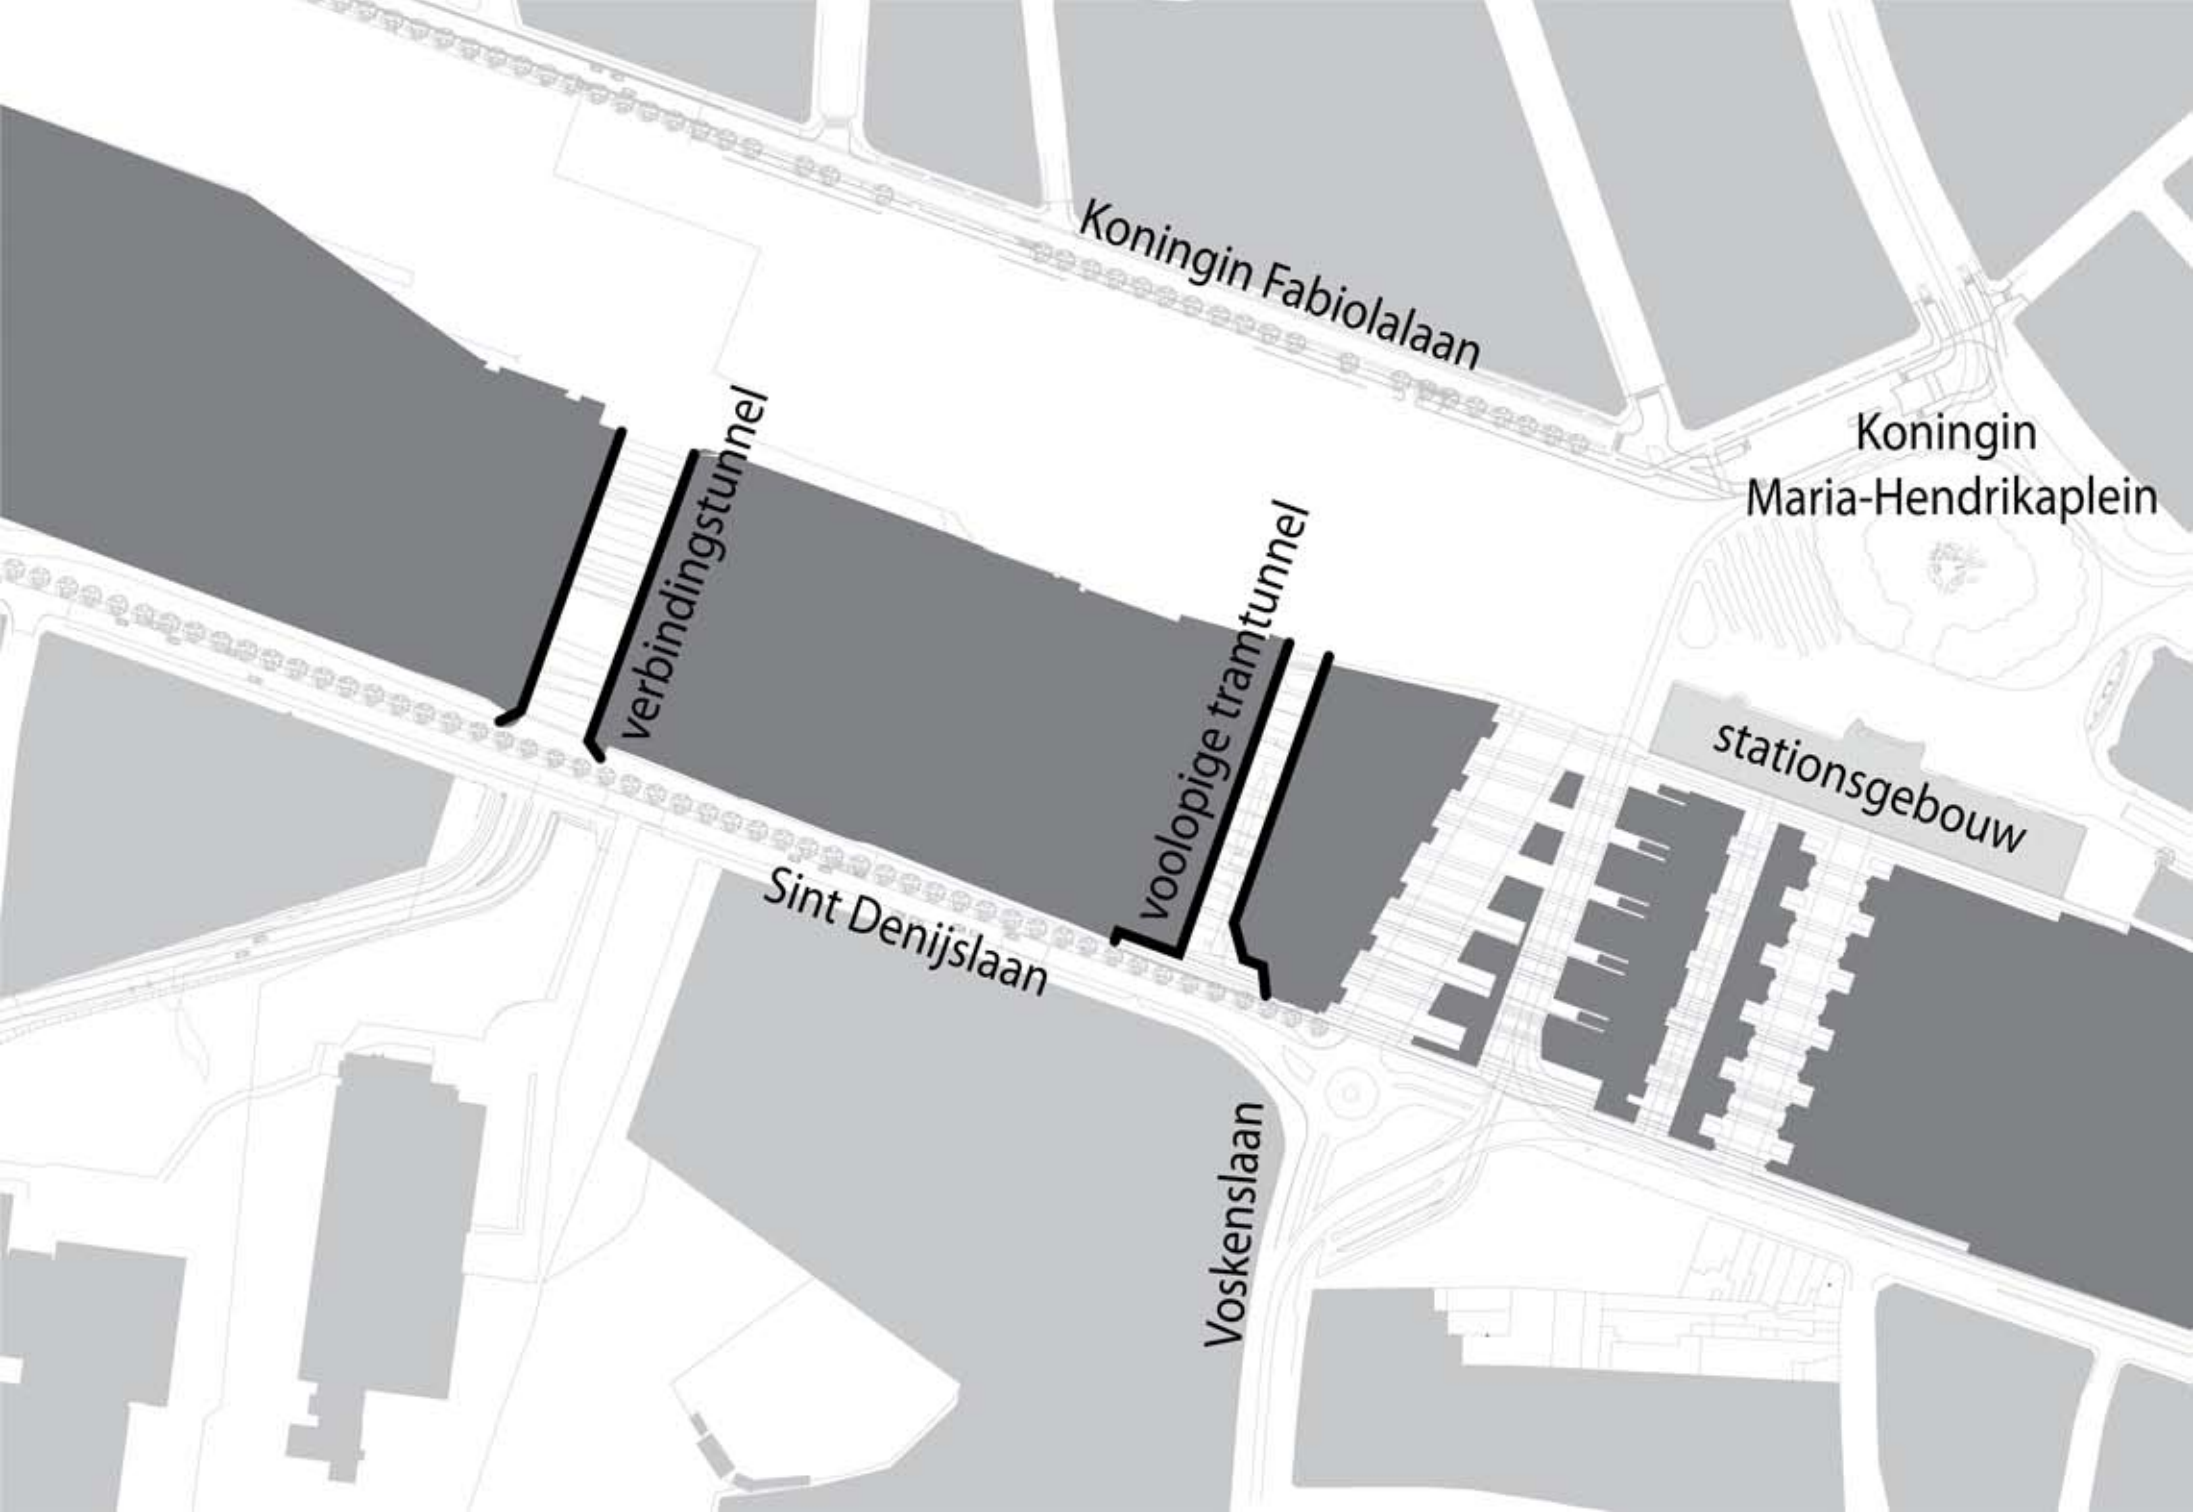 Koningin Fabiolalaan
Koningin
Maria-Hendrikaplein
verbindingstunnel
voolopige tramtunnel
stationsgebouw
Sint Denijslaan
Voskenslaan